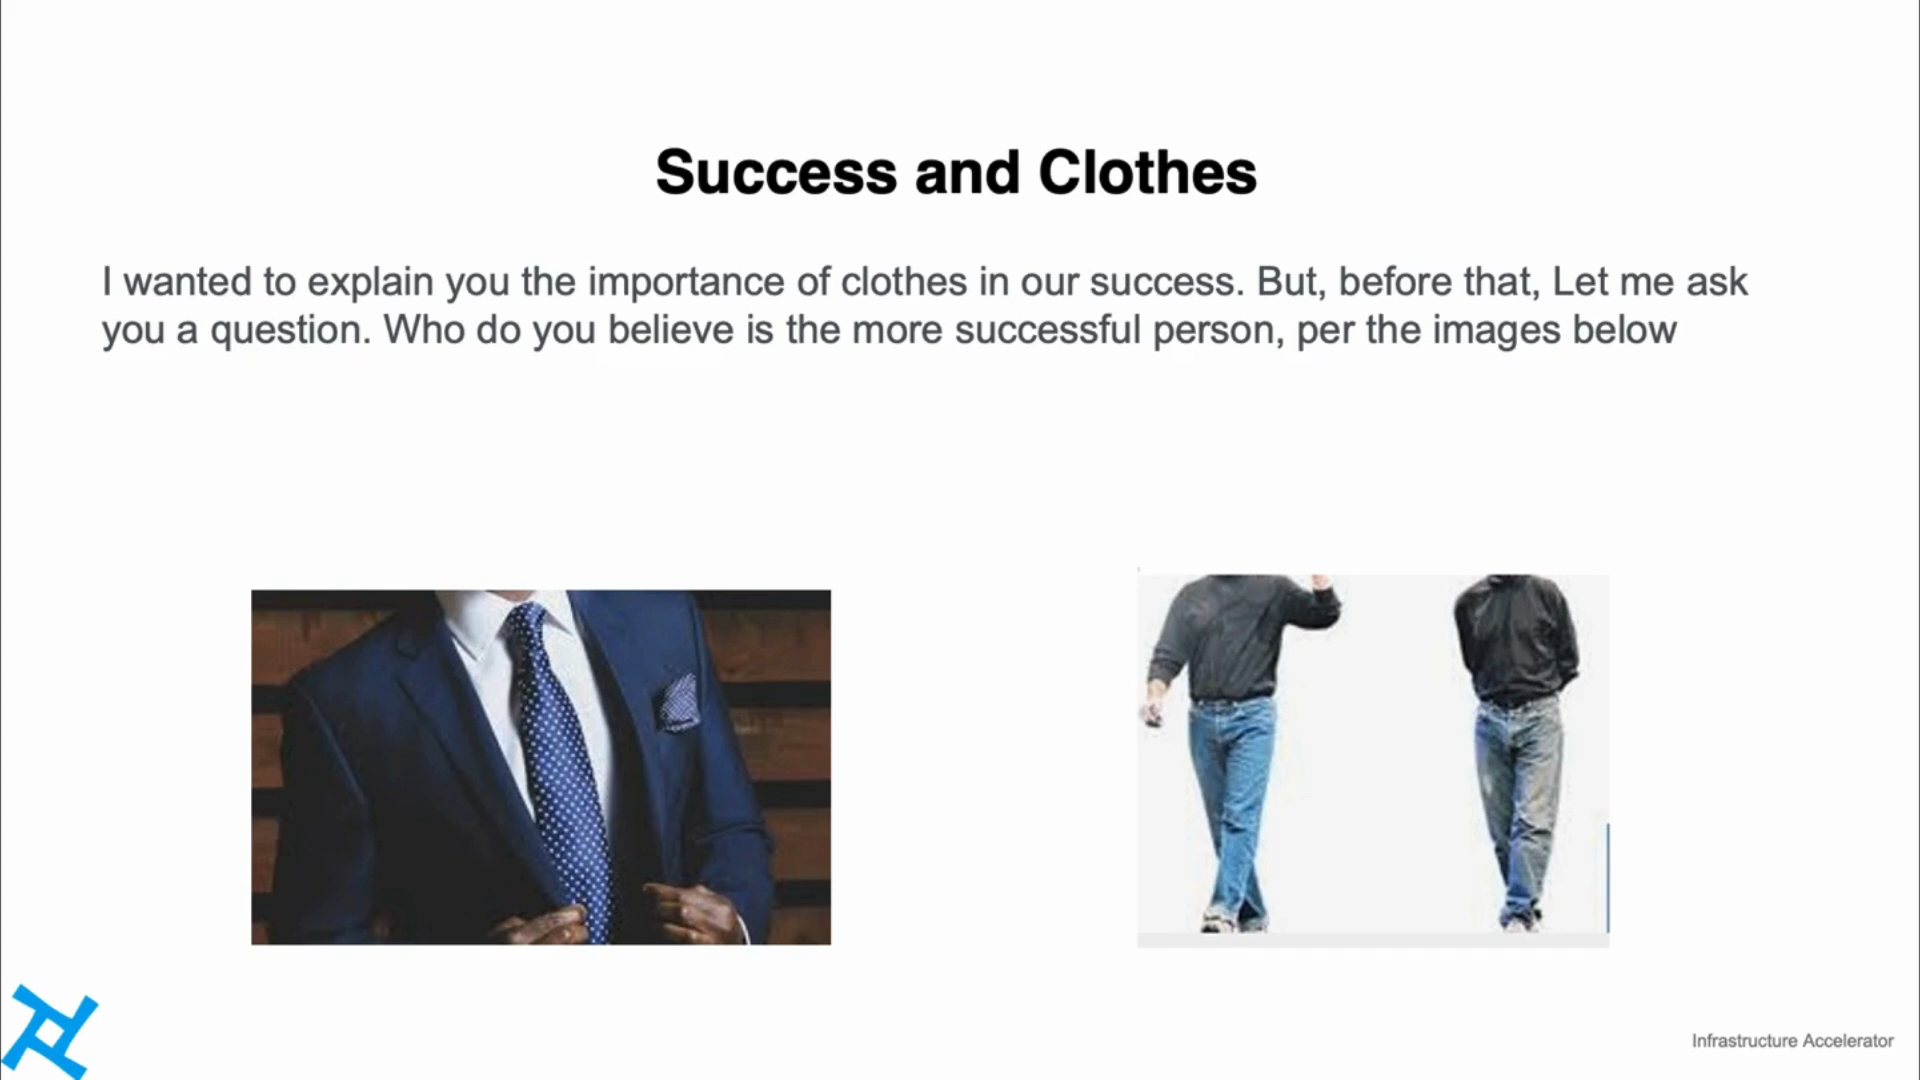 Success and Clothes
I wanted to explain you the importance of clothes in our success. But, before that, Let me ask
you a question. Who do you believe is the more successful person, per the images below
Infrastructure Accelerator